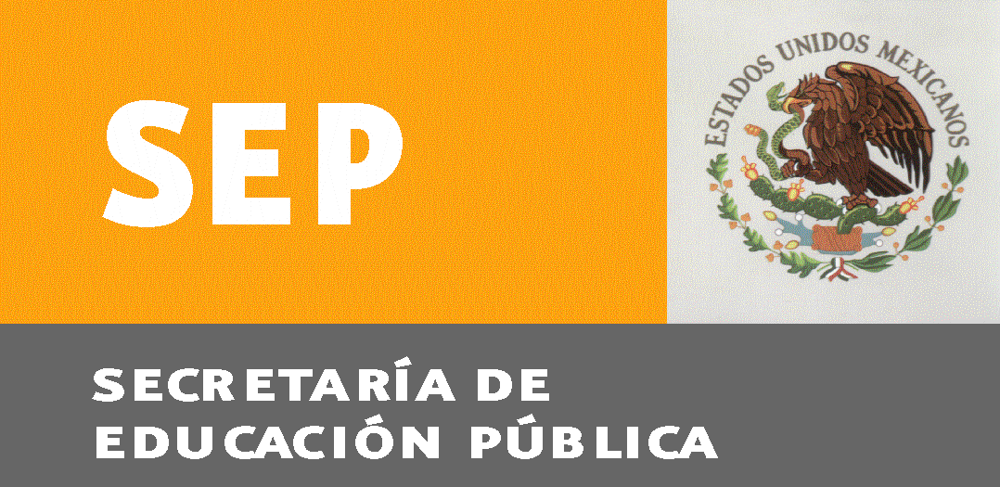 SEP
ESTADOS UNIDOS MEXICANOS
SECRETARÍA DE
EDUCACIÓN PÚBLICA